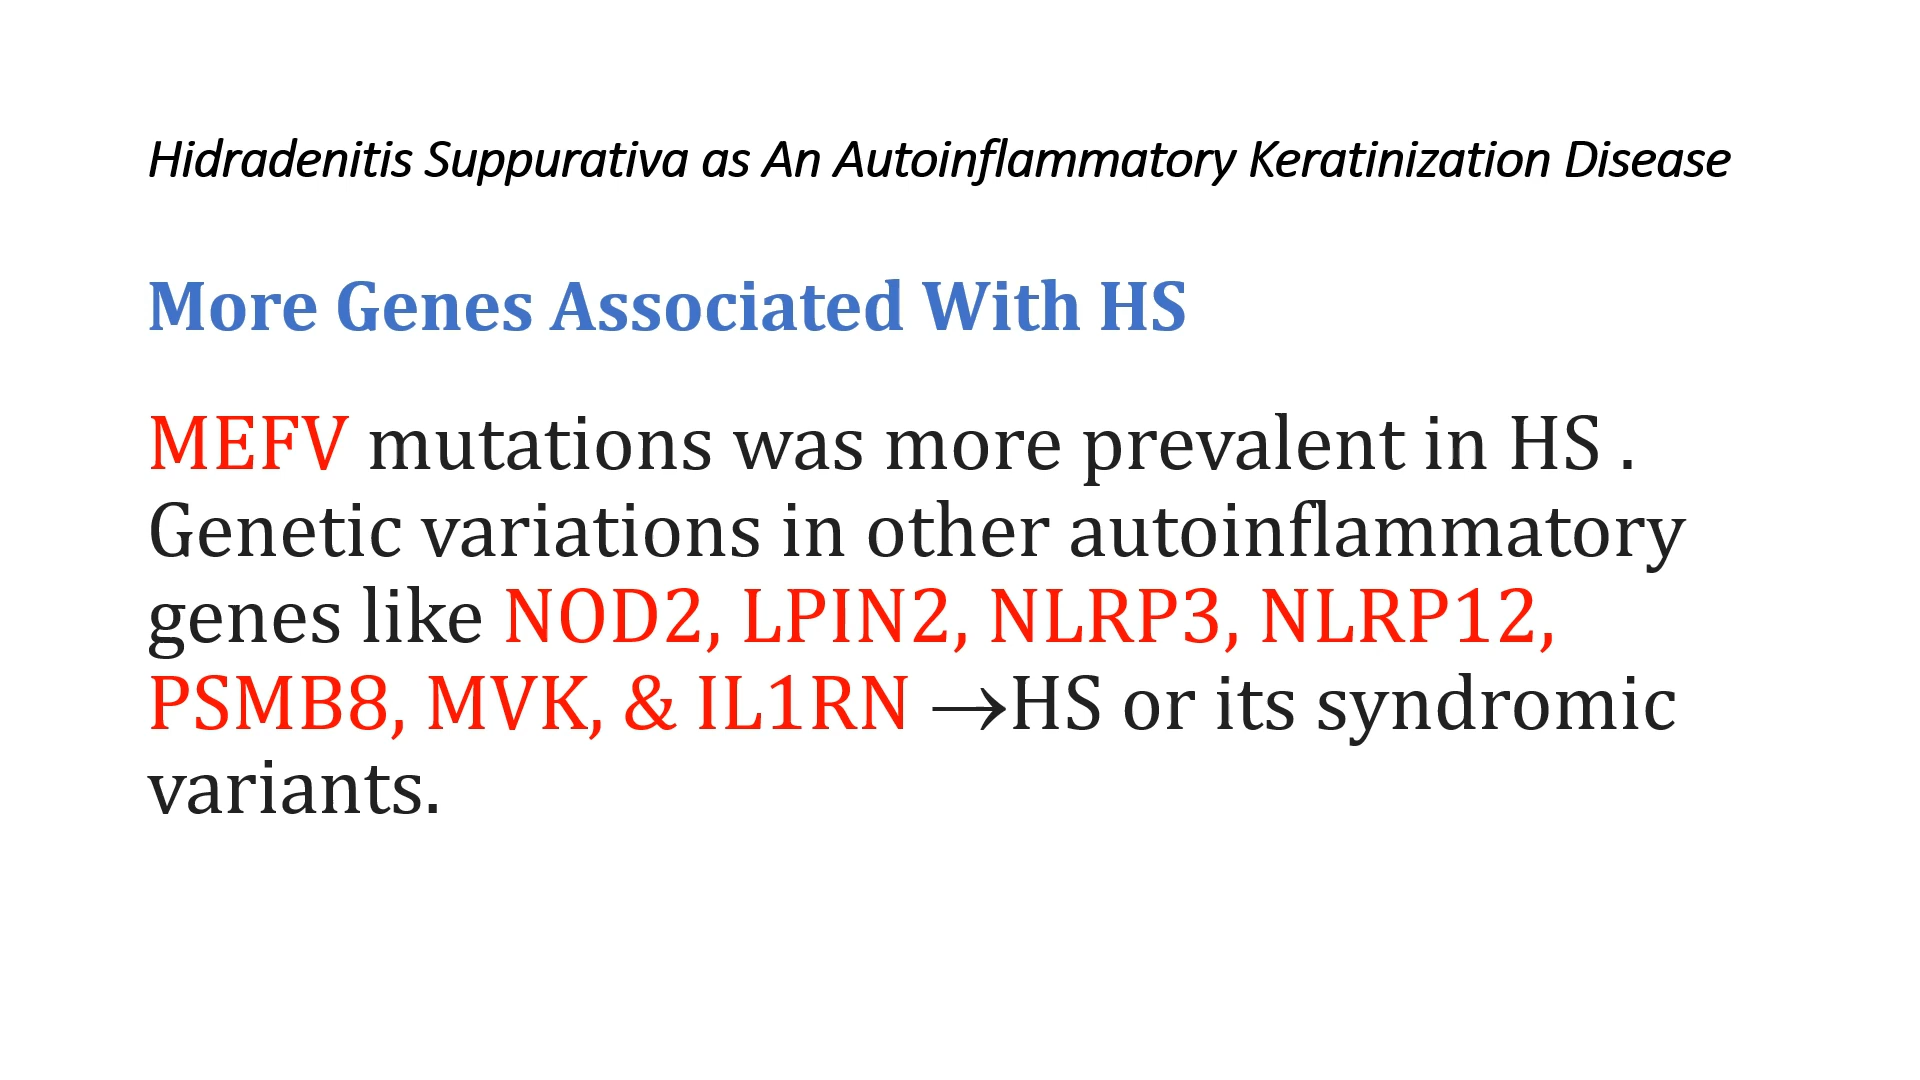 Hidradenitis Suppurativa as An Autoinflammatory Keratinization Disease
More Genes Associated With HS
MEFV mutations was more prevalent in HS .
Genetic variations in other autoinflammatory
genes like NOD2, LPIN2, NLRP3, NLRP12,
PSMB8, MVK, & IL1RN →HS or its syndromic
variants.